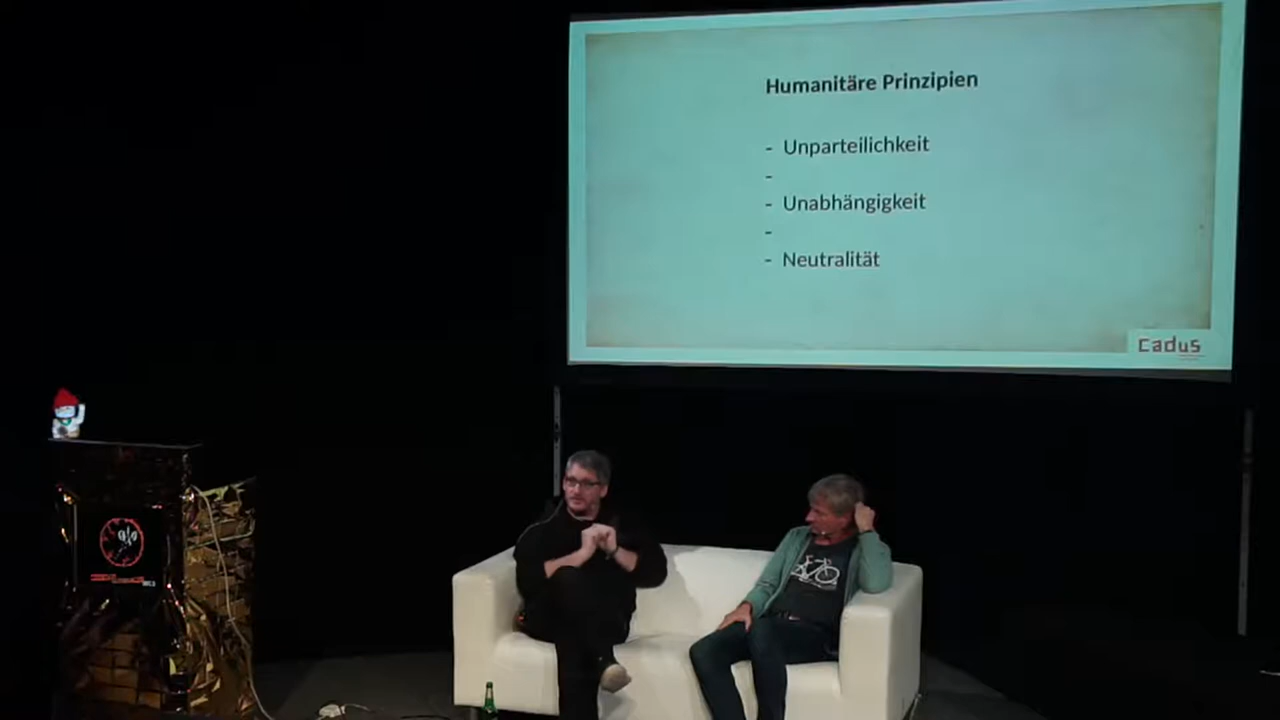 Humanitäre Prinzipien
- Unparteilichkeit
-
- Unabhängigkeit
-
- Neutralität
cadus